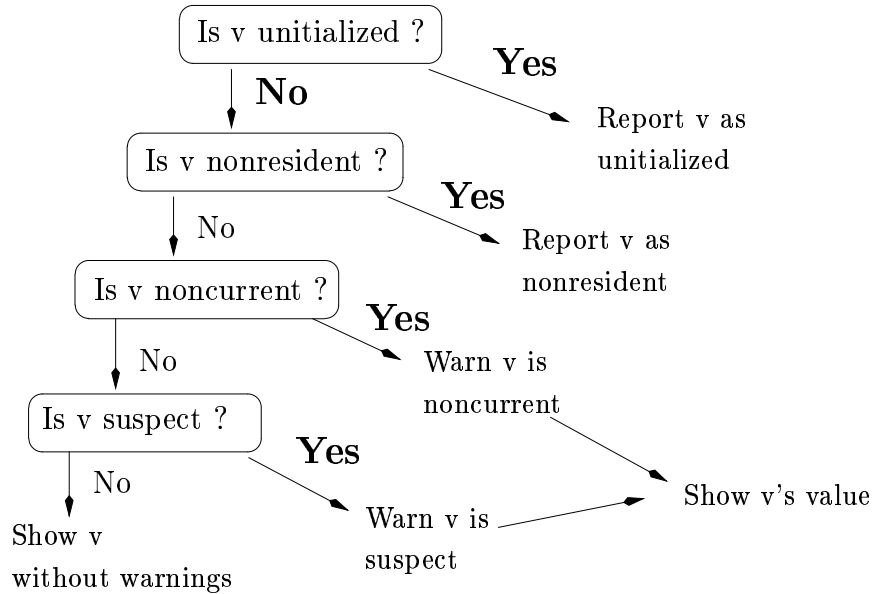 Is v unitialized ?
Yes
No
Report v as
unitialized
Is v nonresident ?
Yes
No
Report v as
nonresident
Is v noncurrent ?
Yes
No
Warn v is
noncurrent
Is v suspect ?
Yes
No
Show v's value
Warn v is
suspect
Show v
without warnings